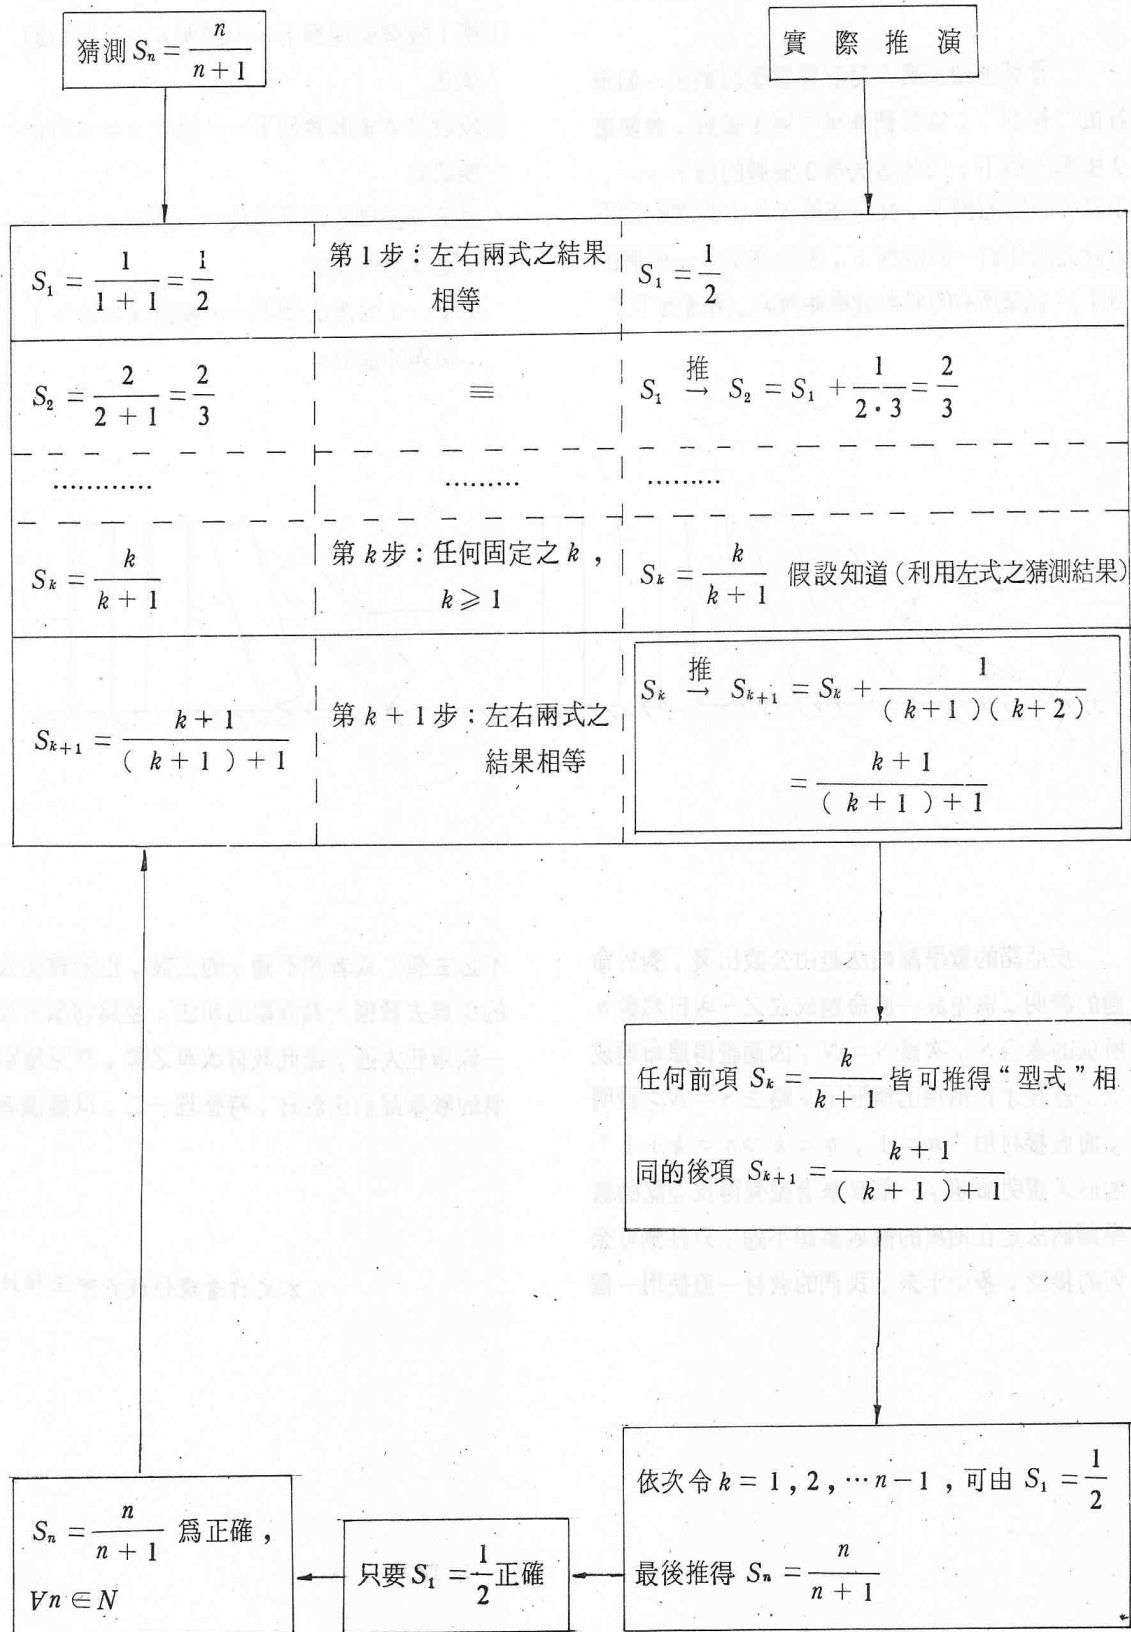 猜測 Sₙ = n/(n+1)
實際推演
S₁ = 1/(1+1) = 1/2
第1步：左右兩式之結果
相等
S₁ = 1/2
S₂ = 2/(2+1) = 2/3
≡
S₁ →(推) S₂ = S₁ + 1/(2·3) = 2/3
…………
………
………
Sₖ = k/(k+1)
第k步：任何固定之k，
k ≥ 1
Sₖ = k/(k+1) 假設知道(利用左式之猜測結果)
Sₖ₊₁ = (k+1)/((k+1)+1)
第k+1步：左右兩式之
結果相等
Sₖ →(推) Sₖ₊₁ = Sₖ + 1/((k+1)(k+2))
= (k+1)/((k+1)+1)
任何前項 Sₖ = k/(k+1) 皆可推得“型式”相
同的後項 Sₖ₊₁ = (k+1)/((k+1)+1)
依次令 k = 1, 2, …n−1，可由 S₁ = 1/2
最後推得 Sₙ = n/(n+1)
只要 S₁ = 1/2 正確
Sₙ = n/(n+1) 爲正確，
∀n ∈ N